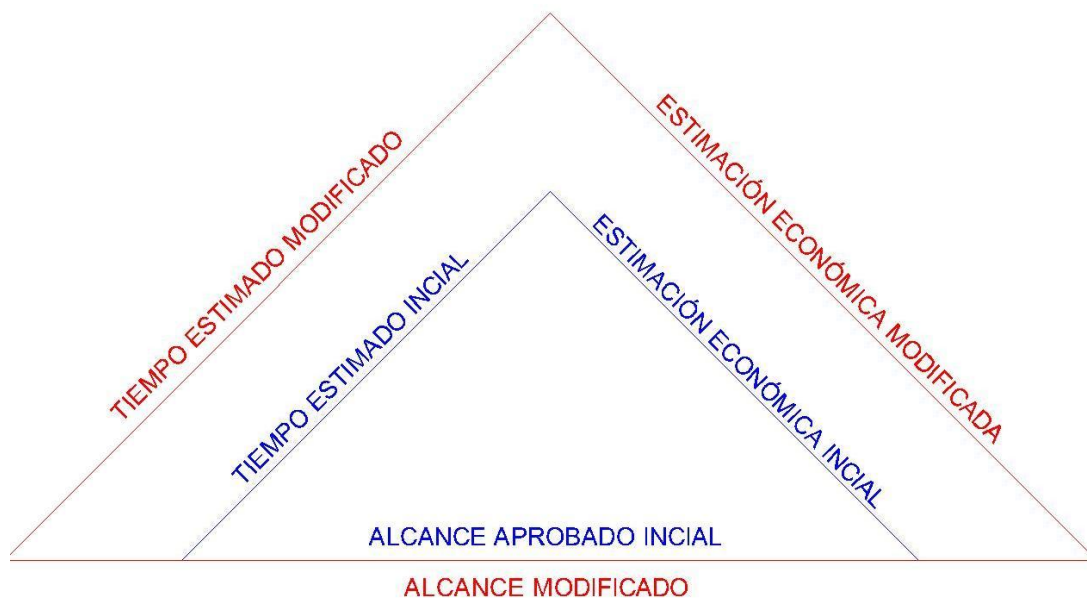 TIEMPO ESTIMADO MODIFICADO
ESTIMACIÓN ECONÓMICA MODIFICADA
TIEMPO ESTIMADO INCIAL
ESTIMACIÓN ECONÓMICA INCIAL
ALCANCE APROBADO INCIAL
ALCANCE MODIFICADO